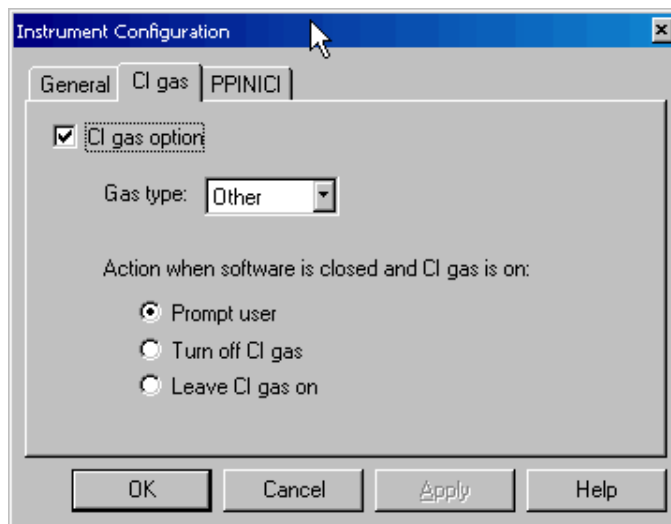 Instrument Configuration
General CI gas PPINICI
CI gas option
Gas type: Other
Action when software is closed and CI gas is on:
Prompt user
Turn off CI gas
Leave CI gas on
OK Cancel Apply Help